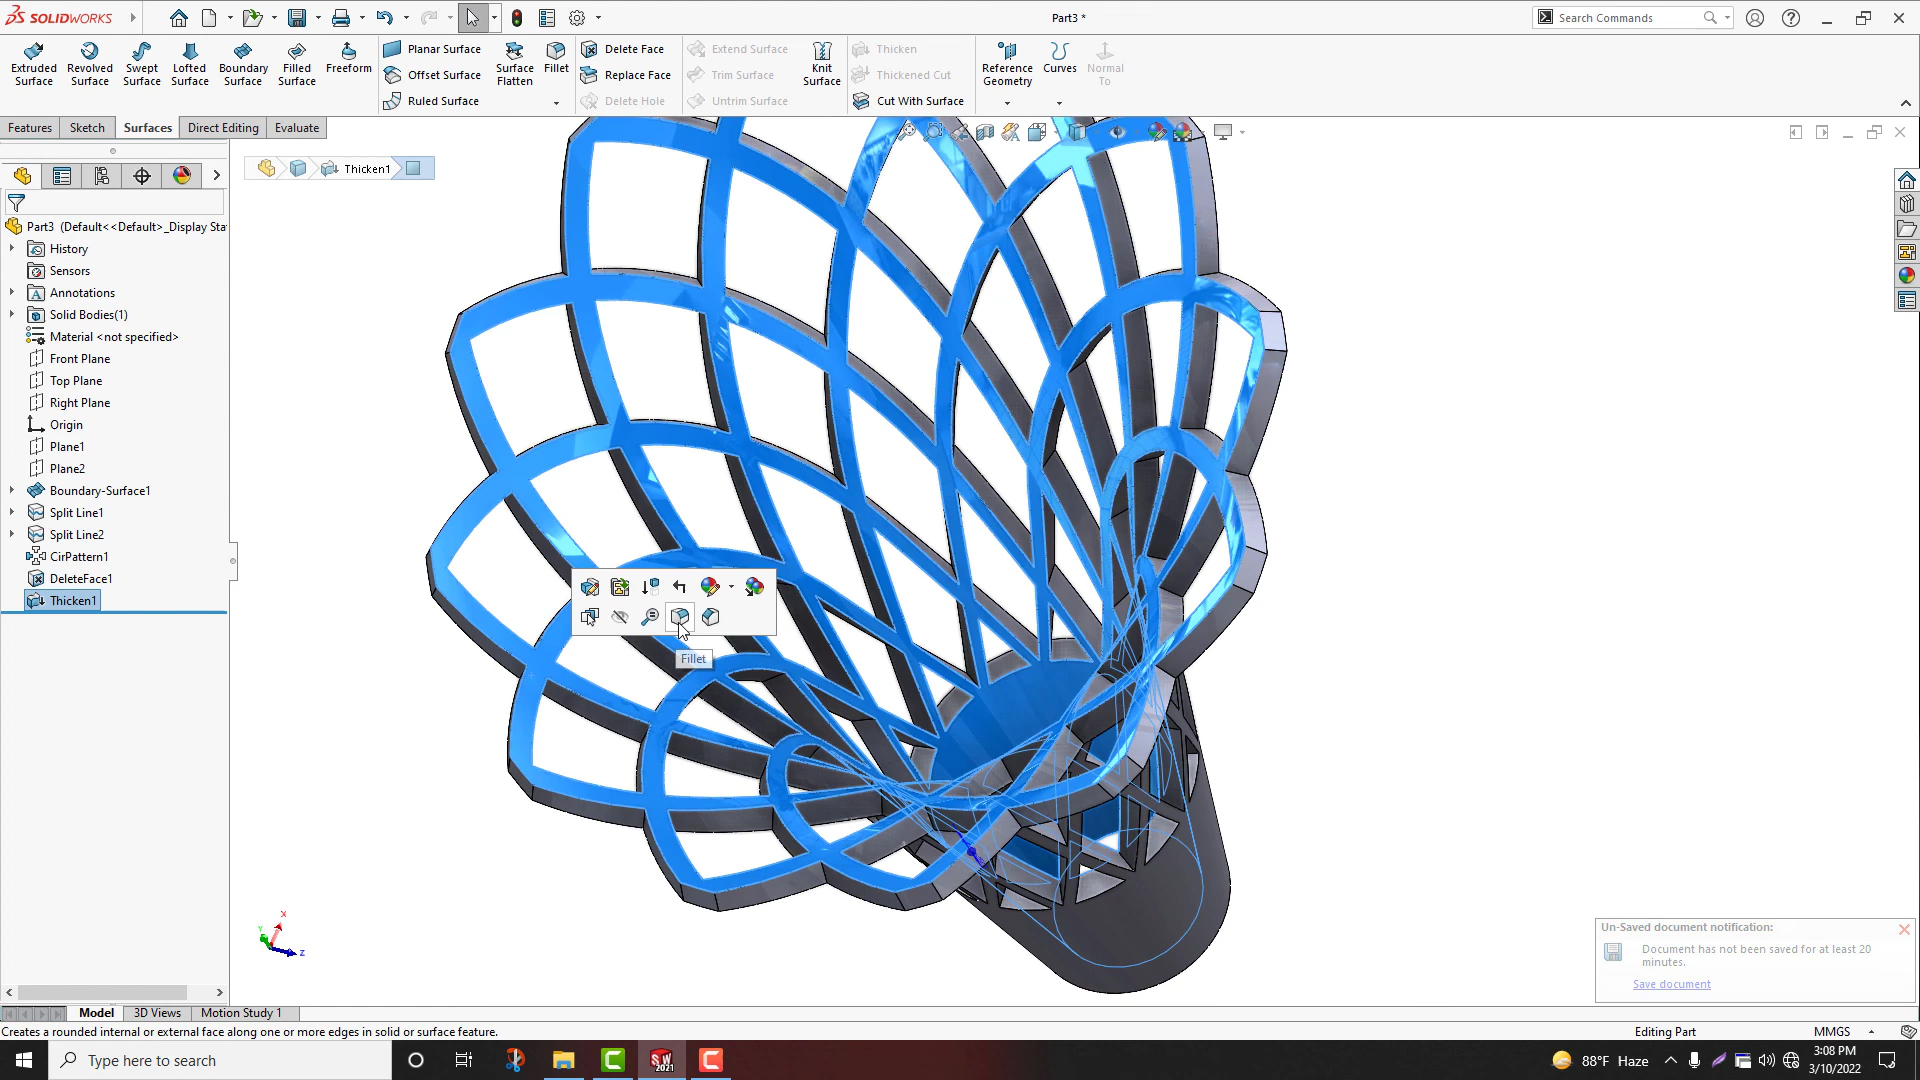 SOLIDWORKS
Part3 *
Search Commands
Extruded Surface
Revolved Surface
Swept Surface
Lofted Surface
Boundary Surface
Filled Surface
Freeform
Planar Surface
Offset Surface
Ruled Surface
Surface Flatten
Fillet
Delete Face
Replace Face
Delete Hole
Extend Surface
Trim Surface
Untrim Surface
Knit Surface
Thicken
Thickened Cut
Cut With Surface
Reference Geometry
Curves
Normal To
Features
Sketch
Surfaces
Direct Editing
Evaluate
Thicken1
Part3 (Default<<Default>_Display Sta
History
Sensors
Annotations
Solid Bodies(1)
Material <not specified>
Front Plane
Top Plane
Right Plane
Origin
Plane1
Plane2
Boundary-Surface1
Split Line1
Split Line2
CirPattern1
DeleteFace1
Thicken1
Fillet
X
Y
Z
Un-Saved document notification:
Document has not been saved for at least 20
minutes.
Save document
Model
3D Views
Motion Study 1
Creates a rounded internal or external face along one or more edges in solid or surface feature.
Editing Part
MMGS
Type here to search
SW
2021
88°F Haze
3:08 PM
3/10/2022